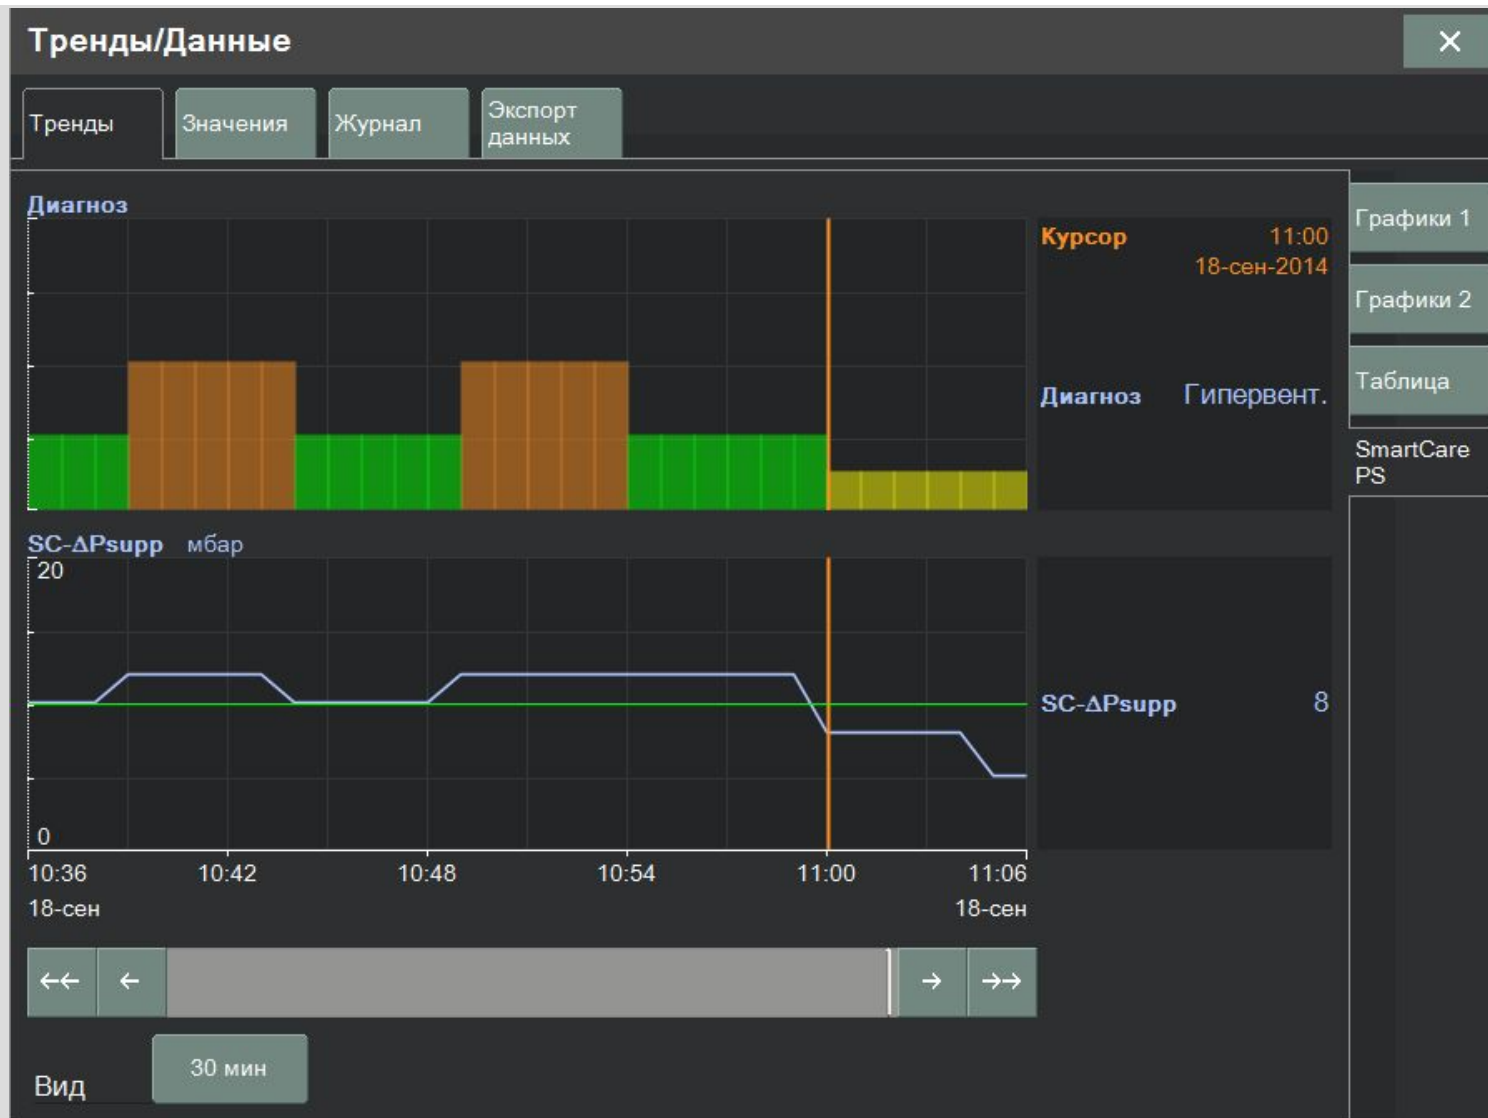 Тренды/Данные
×
Тренды
Значения
Журнал
Экспорт
данных
Диагноз
Курсор 11:00
18-сен-2014
Диагноз Гипервент.
Графики 1
Графики 2
Таблица
SmartCare
PS
SC-ΔPsupp мбар
20
0
SC-ΔPsupp 8
10:36 10:42 10:48 10:54 11:00 11:06
18-сен 18-сен
←← ← → →→
Вид 30 мин